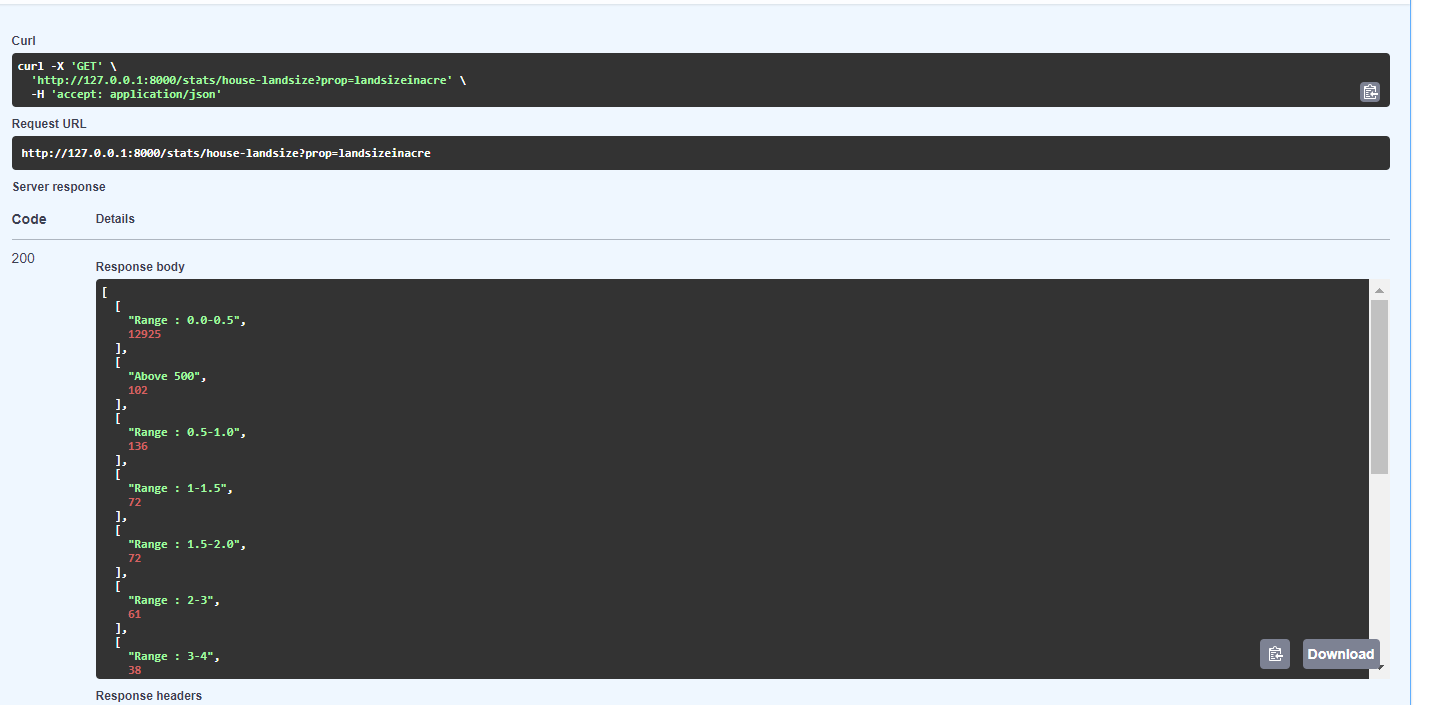 Curl
curl -X 'GET' \
  'http://127.0.0.1:8000/stats/house-landsize?prop=landsizeinacre' \
  -H 'accept: application/json'
Request URL
http://127.0.0.1:8000/stats/house-landsize?prop=landsizeinacre
Server response
Code Details
200
Response body
[
  [
    "Range : 0.0-0.5",
    12925
  ],
  [
    "Above 500",
    102
  ],
  [
    "Range : 0.5-1.0",
    136
  ],
  [
    "Range : 1-1.5",
    72
  ],
  [
    "Range : 1.5-2.0",
    72
  ],
  [
    "Range : 2-3",
    61
  ],
  [
    "Range : 3-4",
    38
Download
Response headers